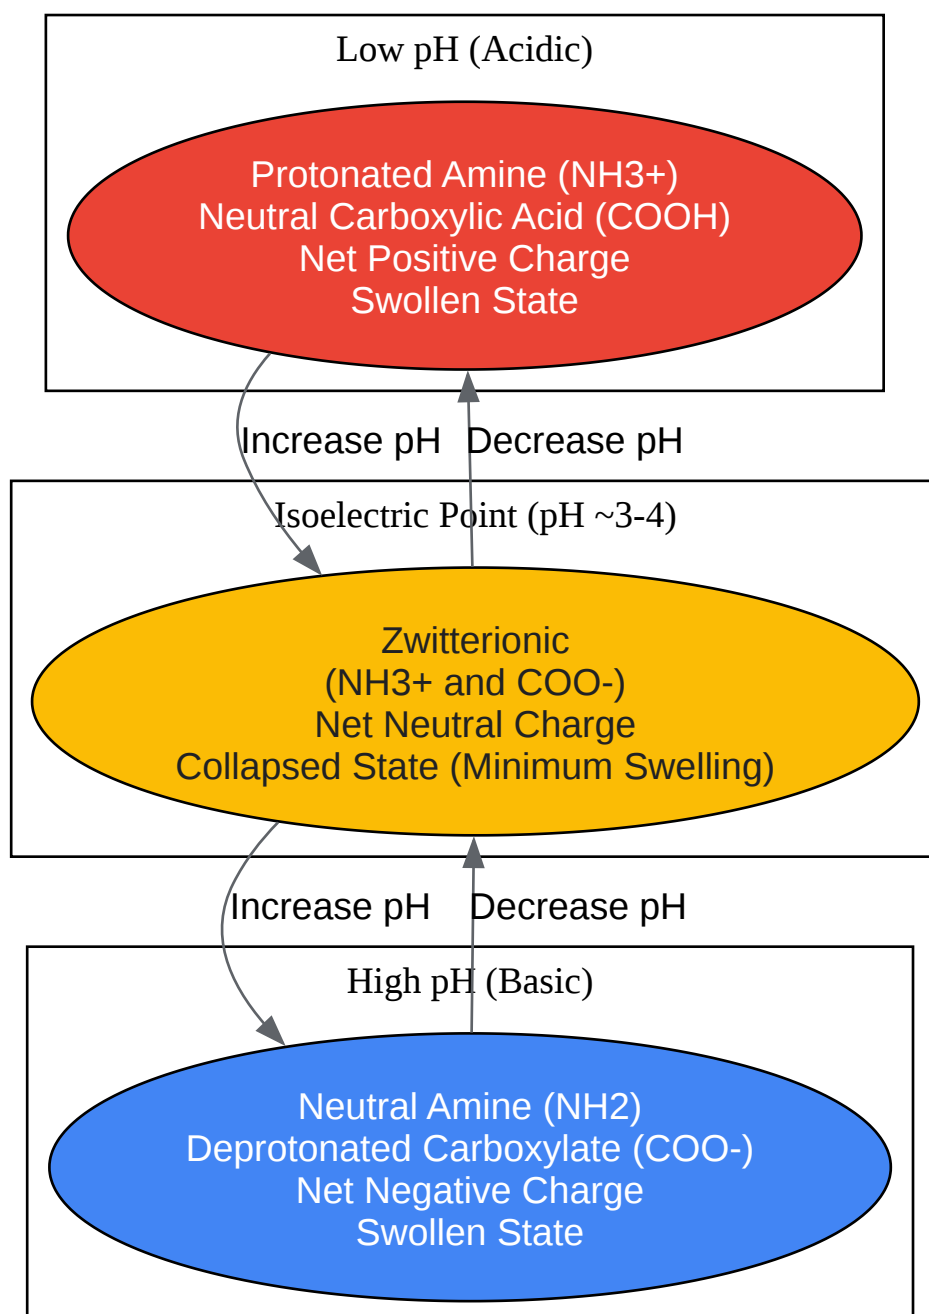 Low pH (Acidic)
Protonated Amine (NH3+)
Neutral Carboxylic Acid (COOH)
Net Positive Charge
Swollen State
Increase pH
Decrease pH
Isoelectric Point (pH ~3-4)
Zwitterionic
(NH3+ and COO-)
Net Neutral Charge
Collapsed State (Minimum Swelling)
Increase pH
Decrease pH
High pH (Basic)
Neutral Amine (NH2)
Deprotonated Carboxylate (COO-)
Net Negative Charge
Swollen State